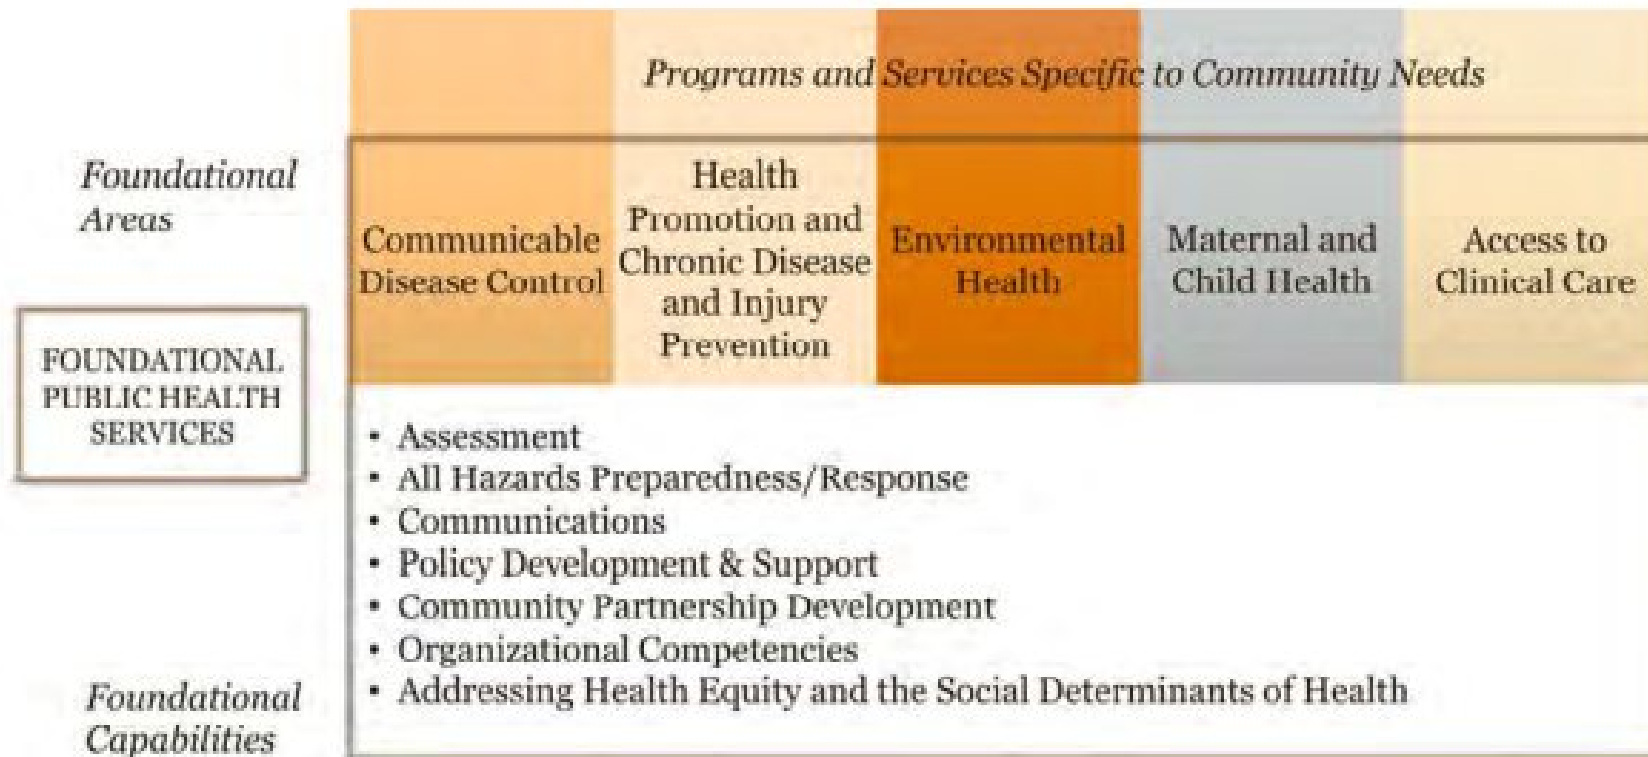 Programs and Services Specific to Community Needs
Foundational
Areas
Communicable
Disease Control
Health
Promotion and
Chronic Disease
and Injury
Prevention
Environmental
Health
Maternal and
Child Health
Access to
Clinical Care
FOUNDATIONAL
PUBLIC HEALTH
SERVICES
• Assessment
• All Hazards Preparedness/Response
• Communications
• Policy Development & Support
• Community Partnership Development
• Organizational Competencies
• Addressing Health Equity and the Social Determinants of Health
Foundational
Capabilities